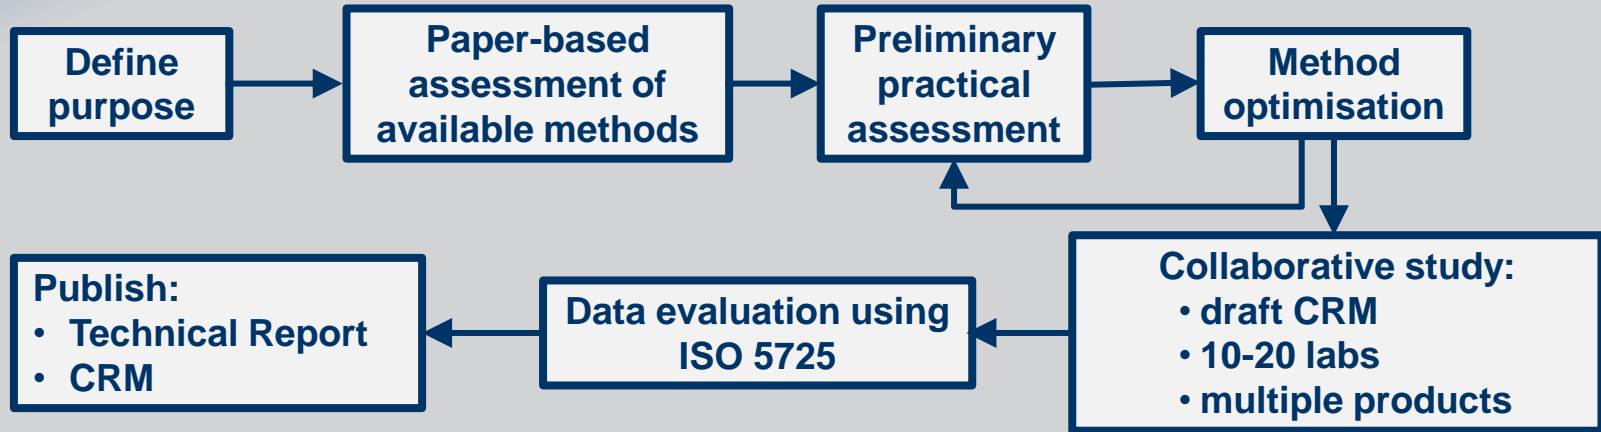 Define
purpose
Paper-based
assessment of
available methods
Preliminary
practical
assessment
Method
optimisation
Collaborative study:
• draft CRM
• 10-20 labs
• multiple products
Data evaluation using
ISO 5725
Publish:
• Technical Report
• CRM